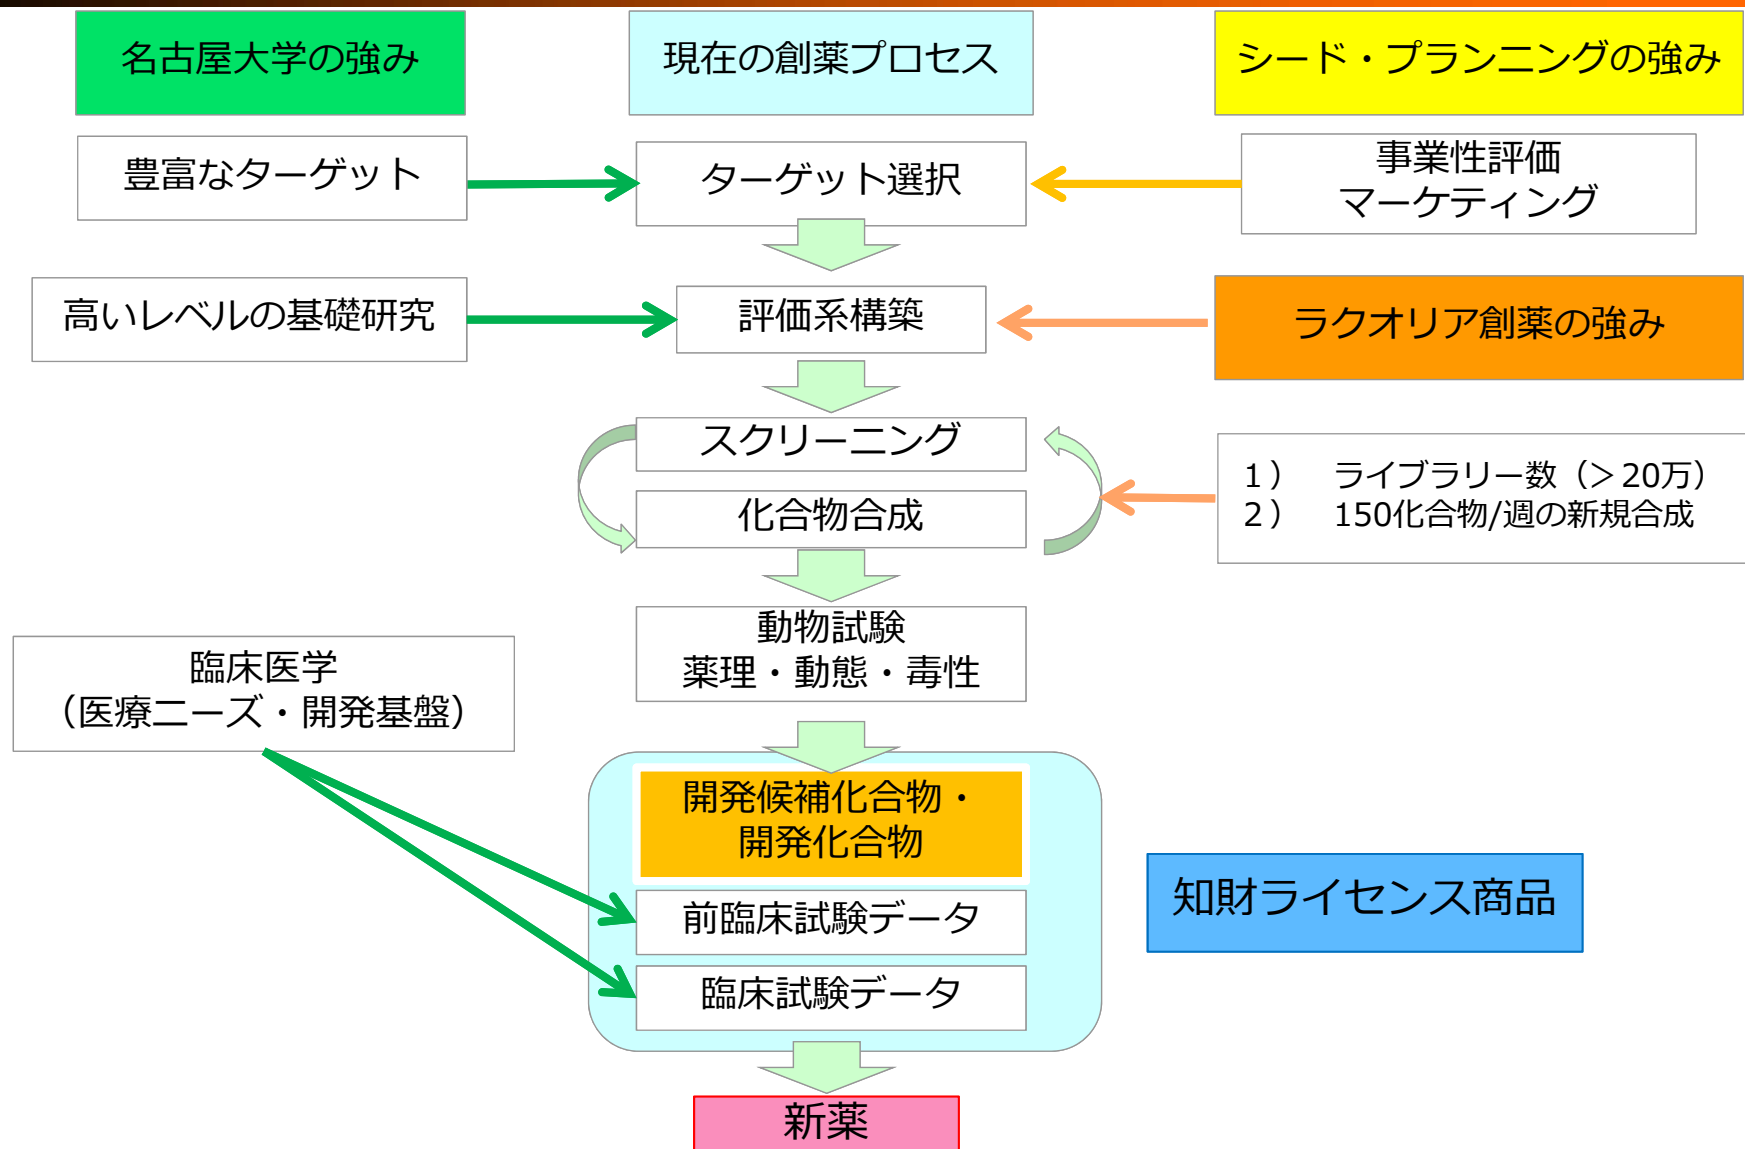 名古屋大学の強み
現在の創薬プロセス
シード・プランニングの強み
豊富なターゲット
ターゲット選択
事業性評価
マーケティング
高いレベルの基礎研究
評価系構築
ラクオリア創薬の強み
スクリーニング
化合物合成
1） ライブラリー数（＞20万）
2） 150化合物/週の新規合成
動物試験
薬理・動態・毒性
臨床医学
（医療ニーズ・開発基盤）
開発候補化合物・
開発化合物
前臨床試験データ
臨床試験データ
知財ライセンス商品
新薬